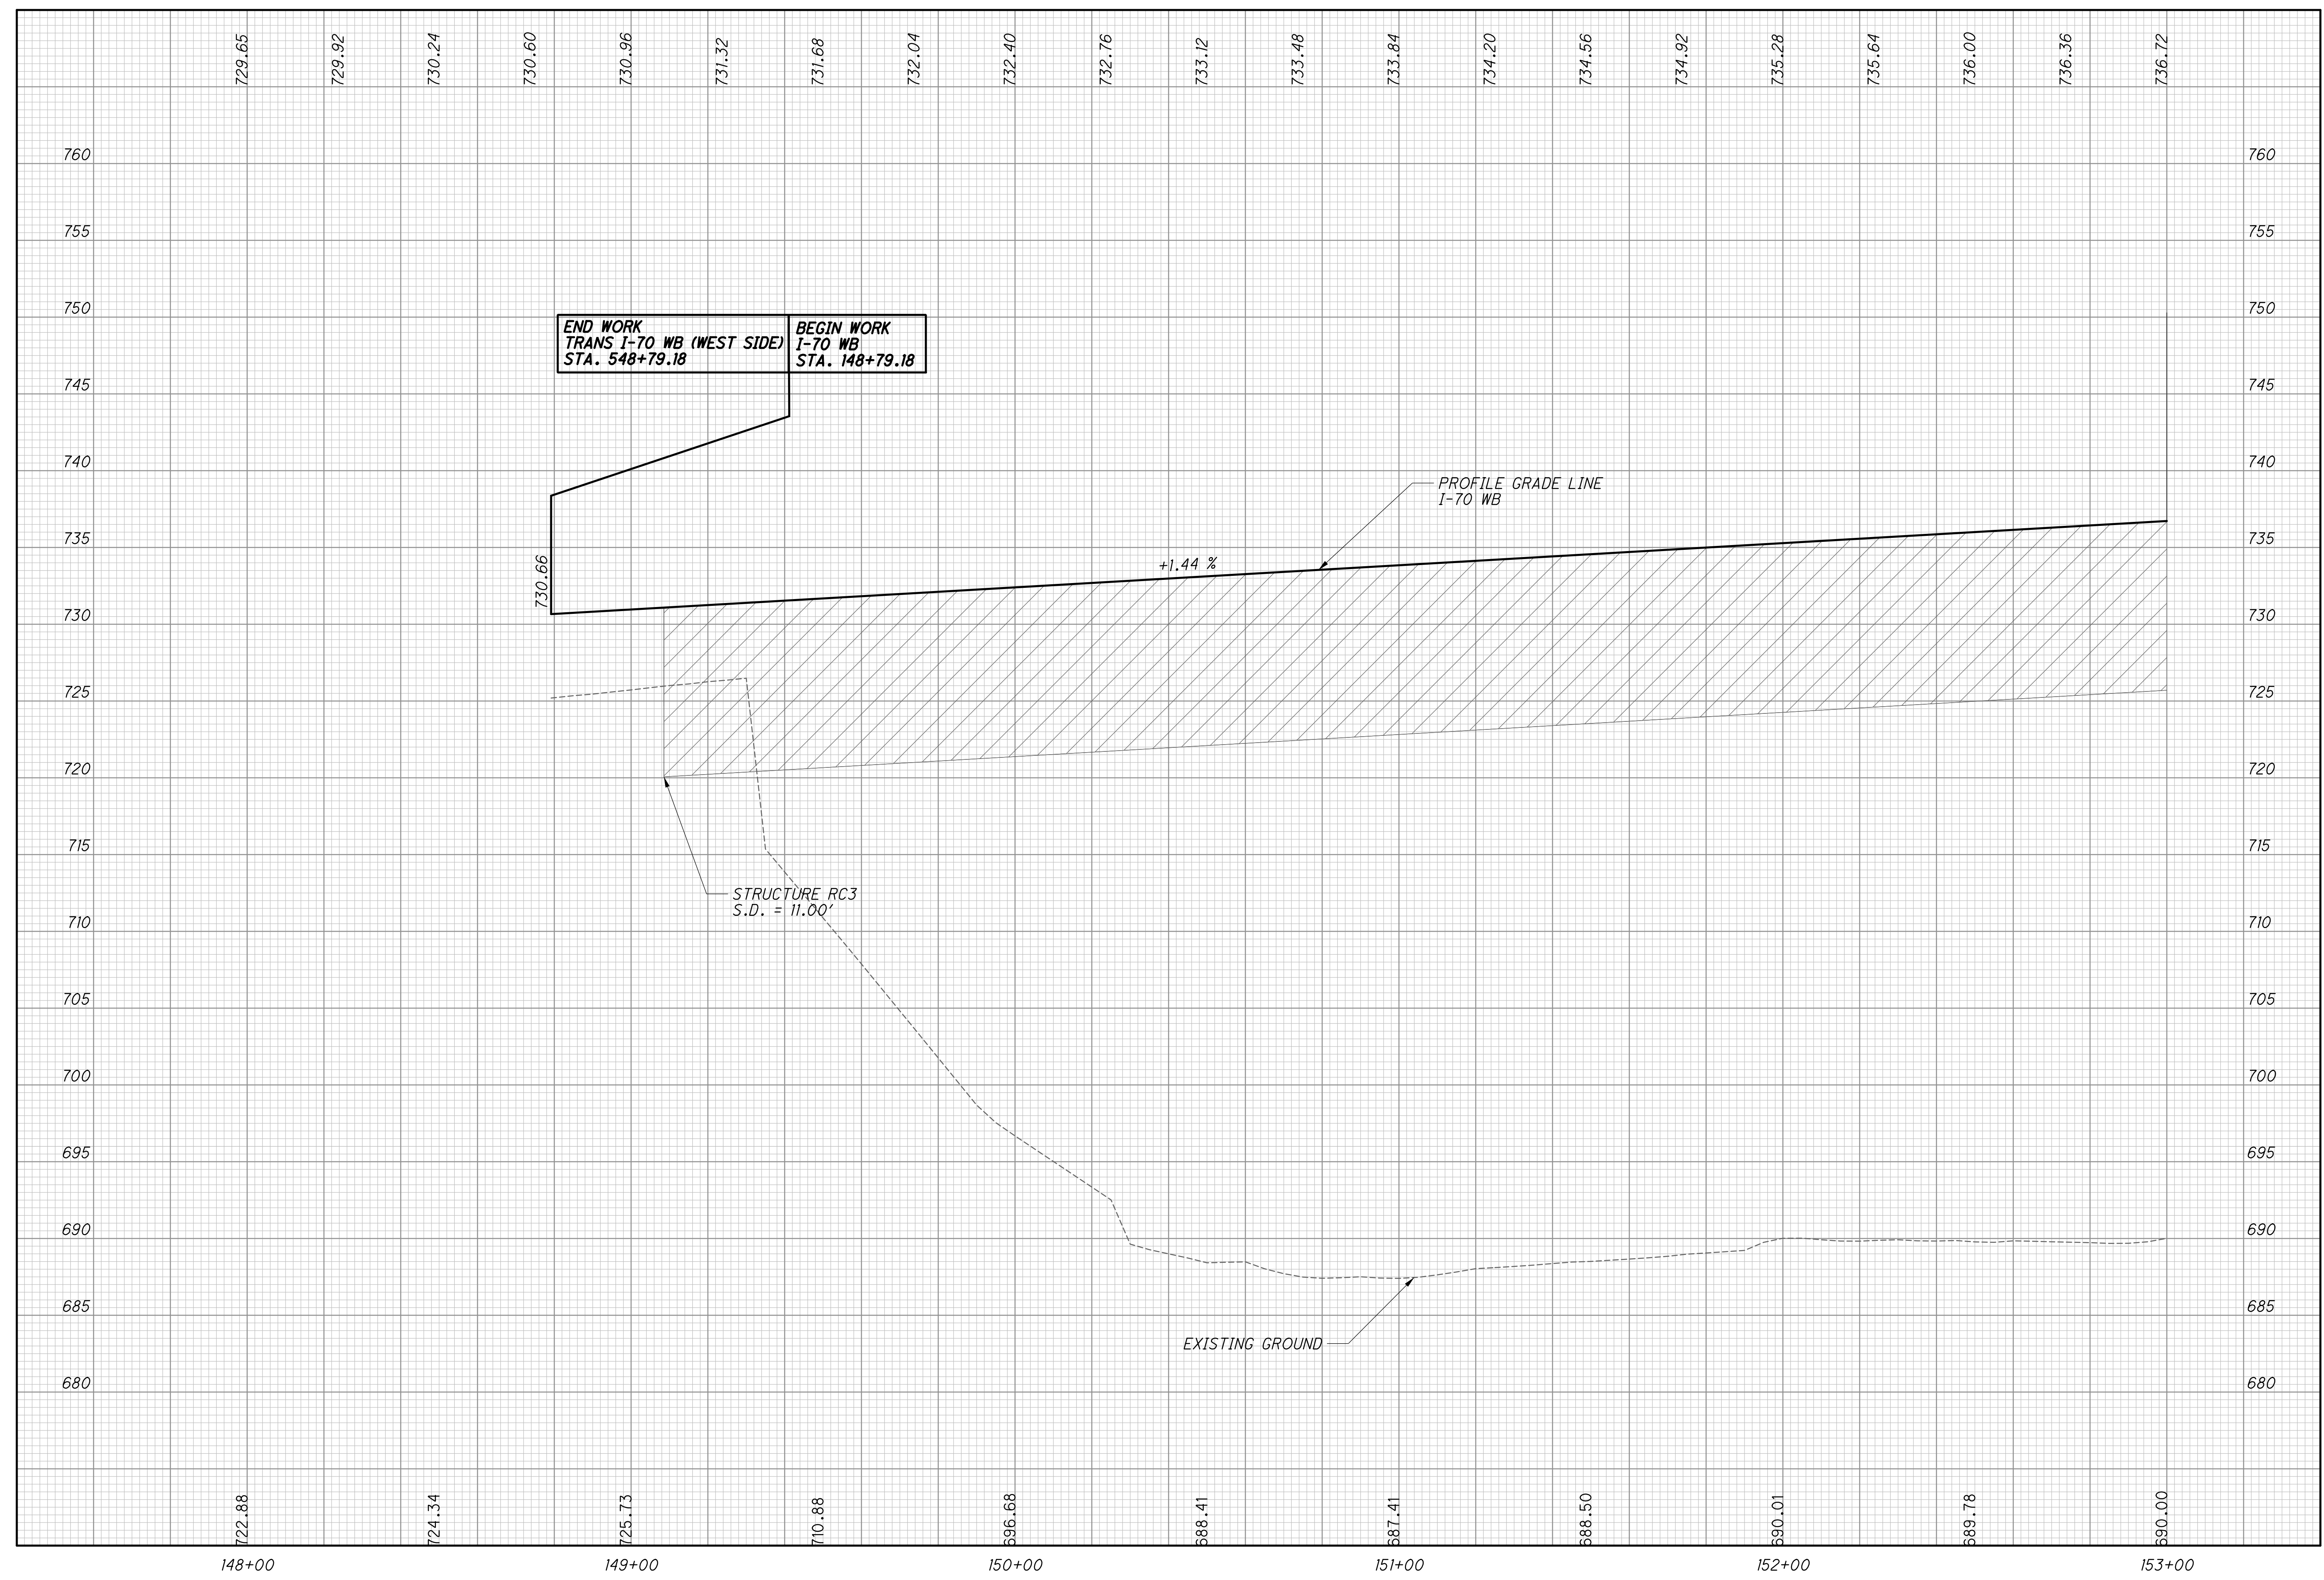 729.65 729.92 730.24 730.60 730.96 731.32 731.68 732.04 732.40 732.76 733.12 733.48 733.84 734.20 734.56 734.92 735.28 735.64 736.00 736.36 736.72
760 760
755 755
750 750
END WORK
TRANS I-70 WB (WEST SIDE)
STA. 548+79.18
BEGIN WORK
I-70 WB
STA. 148+79.18
745 745
740 740
PROFILE GRADE LINE
I-70 WB
735 735
+1.44 %
730.66
730 730
725 725
720 720
715 715
STRUCTURE RC3
S.D. = 11.00'
710 710
705 705
700 700
695 695
690 690
685 685
EXISTING GROUND
680 680
722.88 724.34 725.73 710.88 696.68 688.41 687.41 688.50 690.01 689.78 690.00
148+00 149+00 150+00 151+00 152+00 153+00